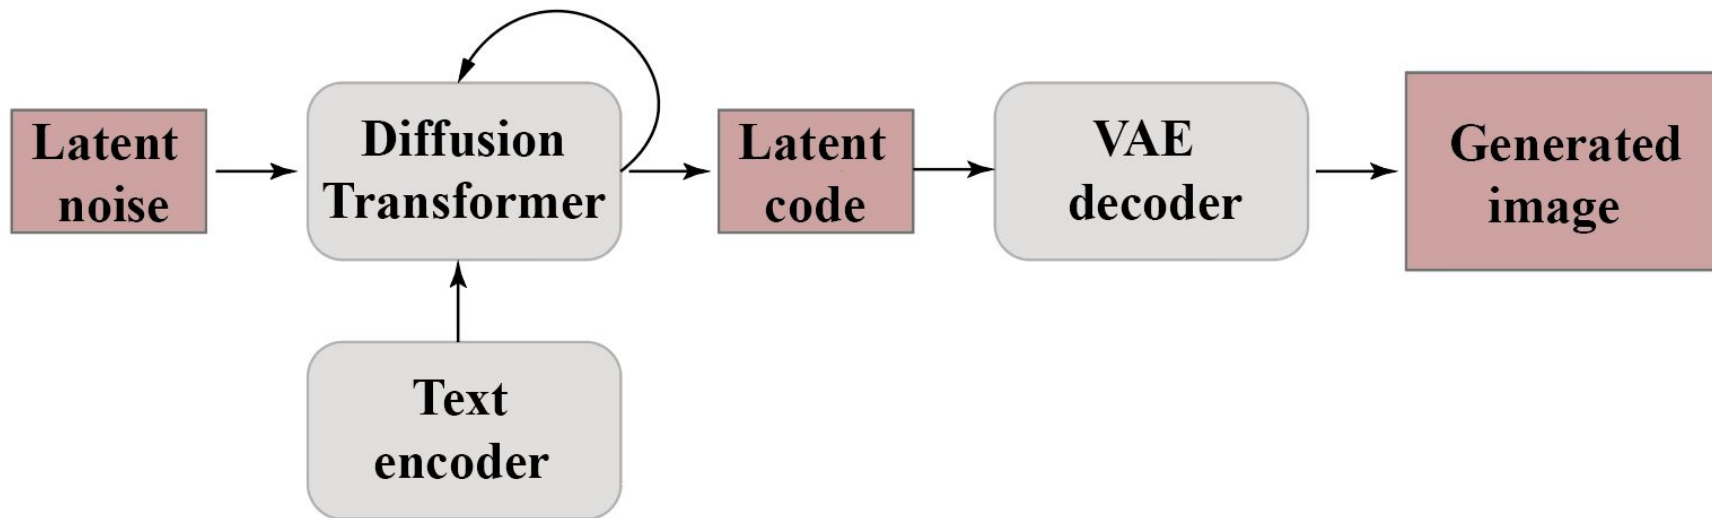 Latent
noise
Diffusion
Transformer
Latent
code
VAE
decoder
Generated
image
Text
encoder